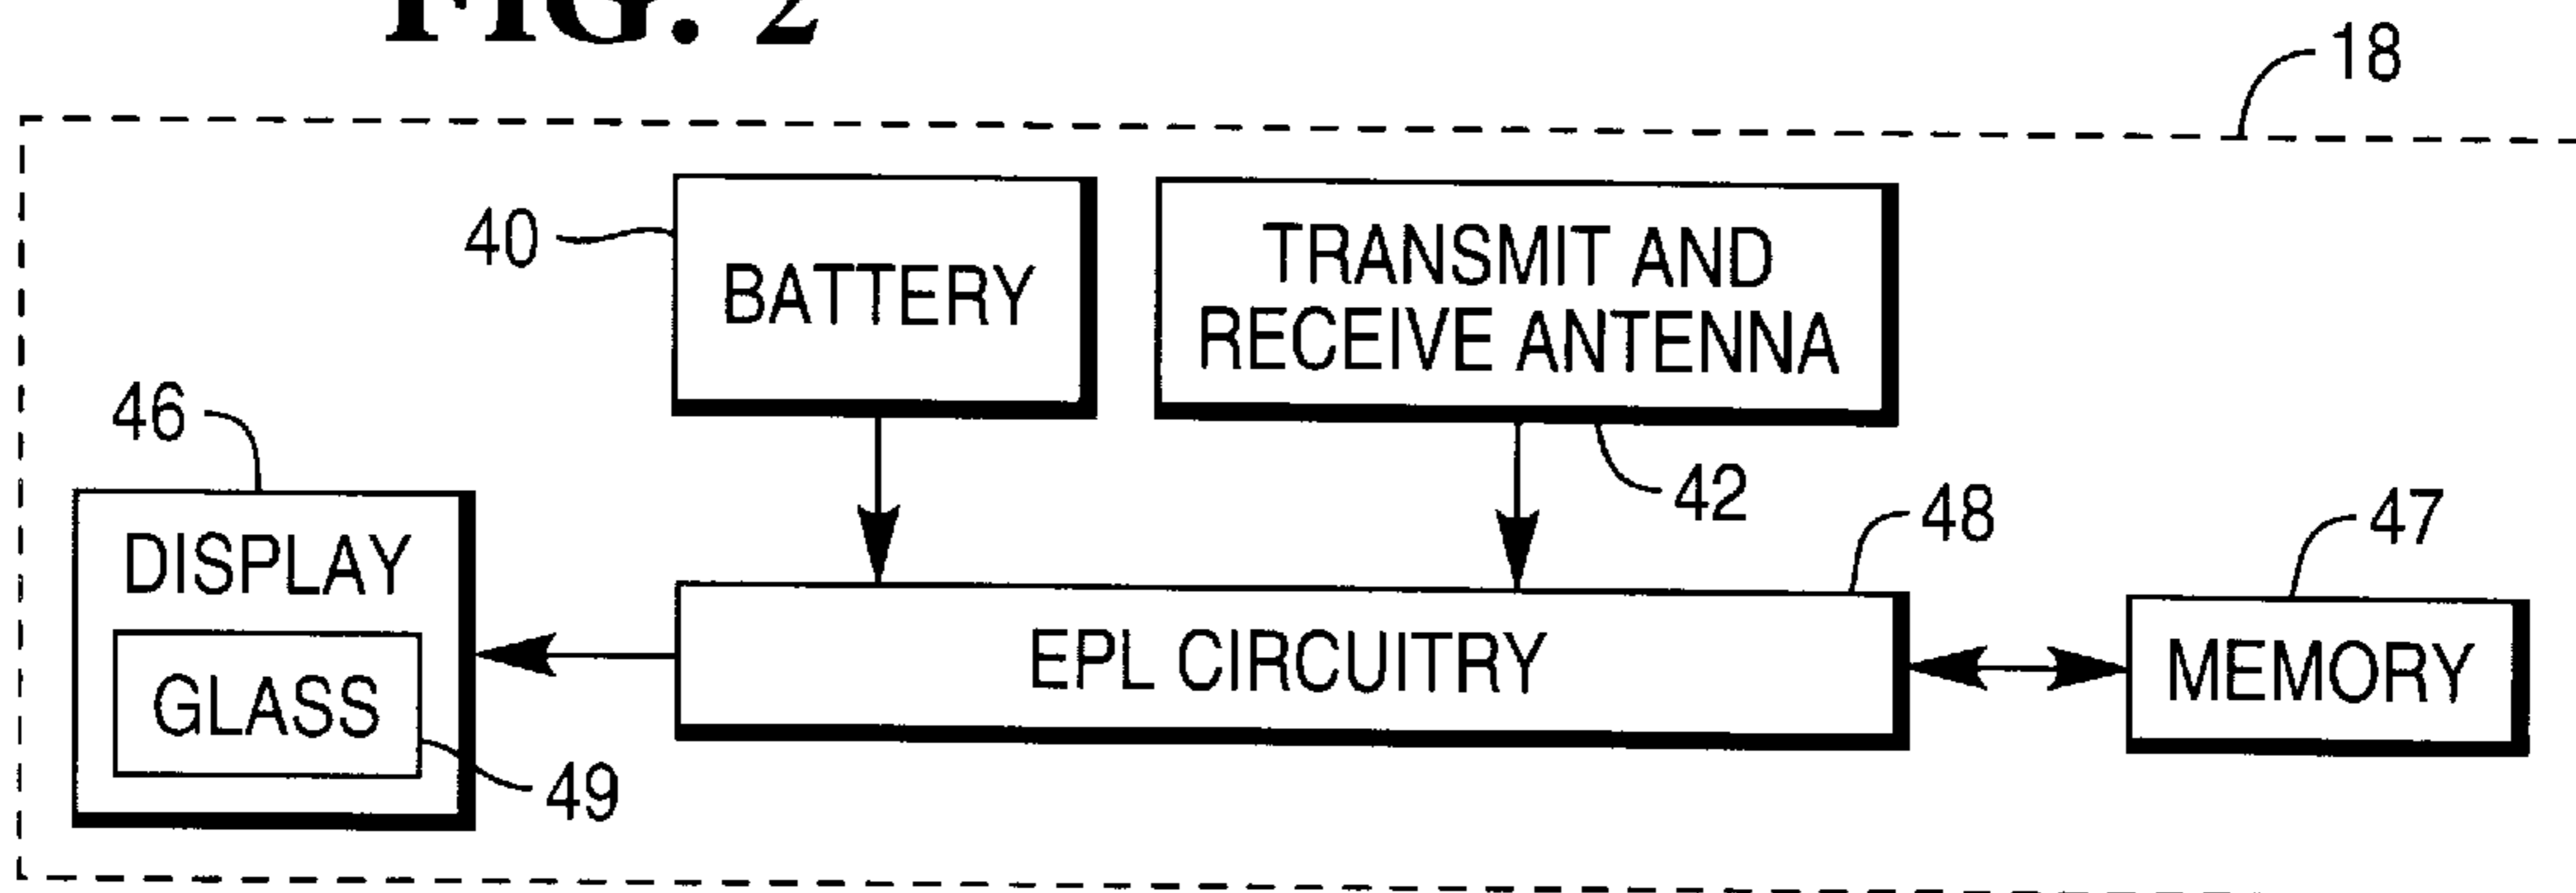 FIG. 2
18
40
BATTERY
TRANSMIT AND
RECEIVE ANTENNA
46
42
48
47
DISPLAY
GLASS
EPL CIRCUITRY
MEMORY
49